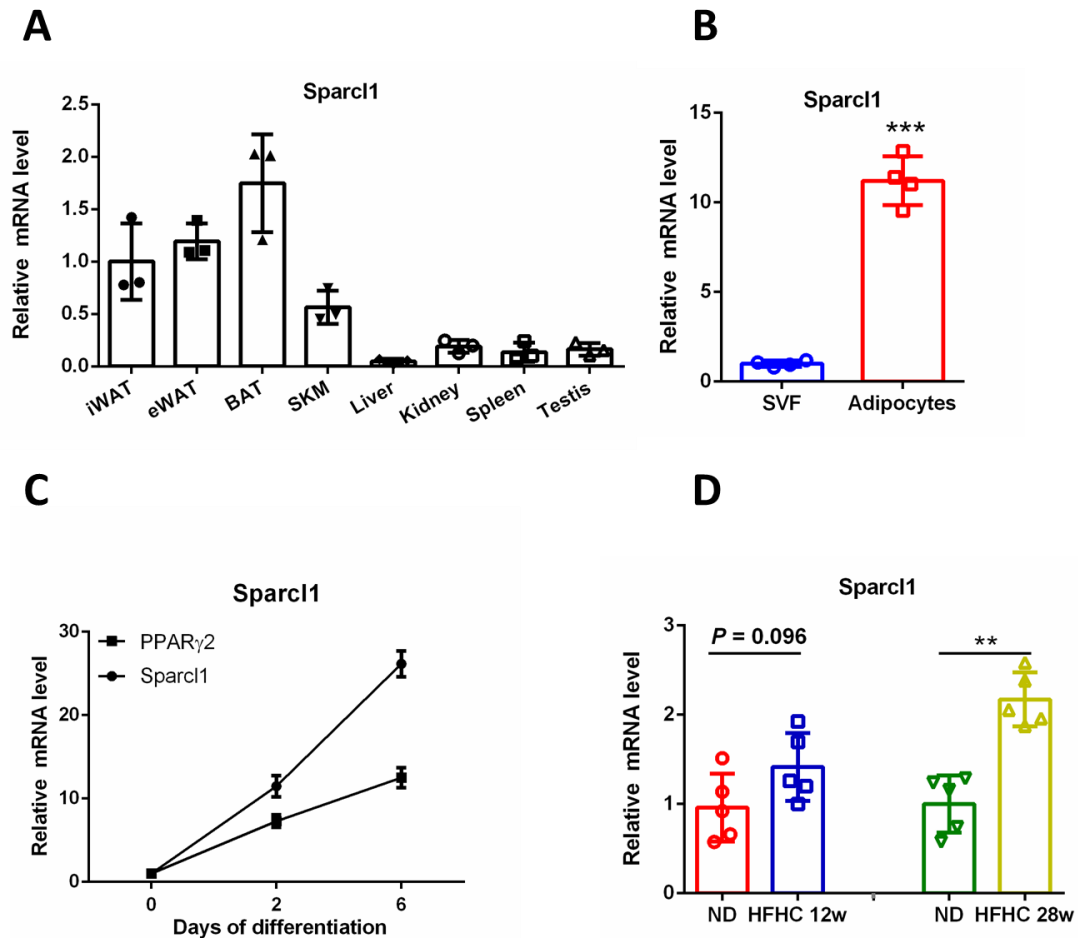 A
Sparcl1
Relative mRNA level
2.5
2.0
1.5
1.0
0.5
0.0
iWAT
eWAT
BAT
SKM
Liver
Kidney
Spleen
Testis
B
Sparcl1
Relative mRNA level
15
10
5
0
***
SVF
Adipocytes
C
Sparcl1
Relative mRNA level
30
20
10
0
PPARγ2
Sparcl1
0
2
6
Days of differentiation
D
Sparcl1
Relative mRNA level
3
2
1
0
P = 0.096
**
ND
HFHC 12w
ND
HFHC 28w